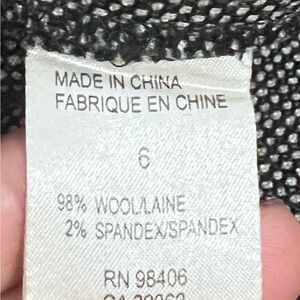 MADE IN CHINA
FABRIQUE EN CHINE
6
98% WOOL/LAINE
2% SPANDEX/SPANDEX
RN 98406